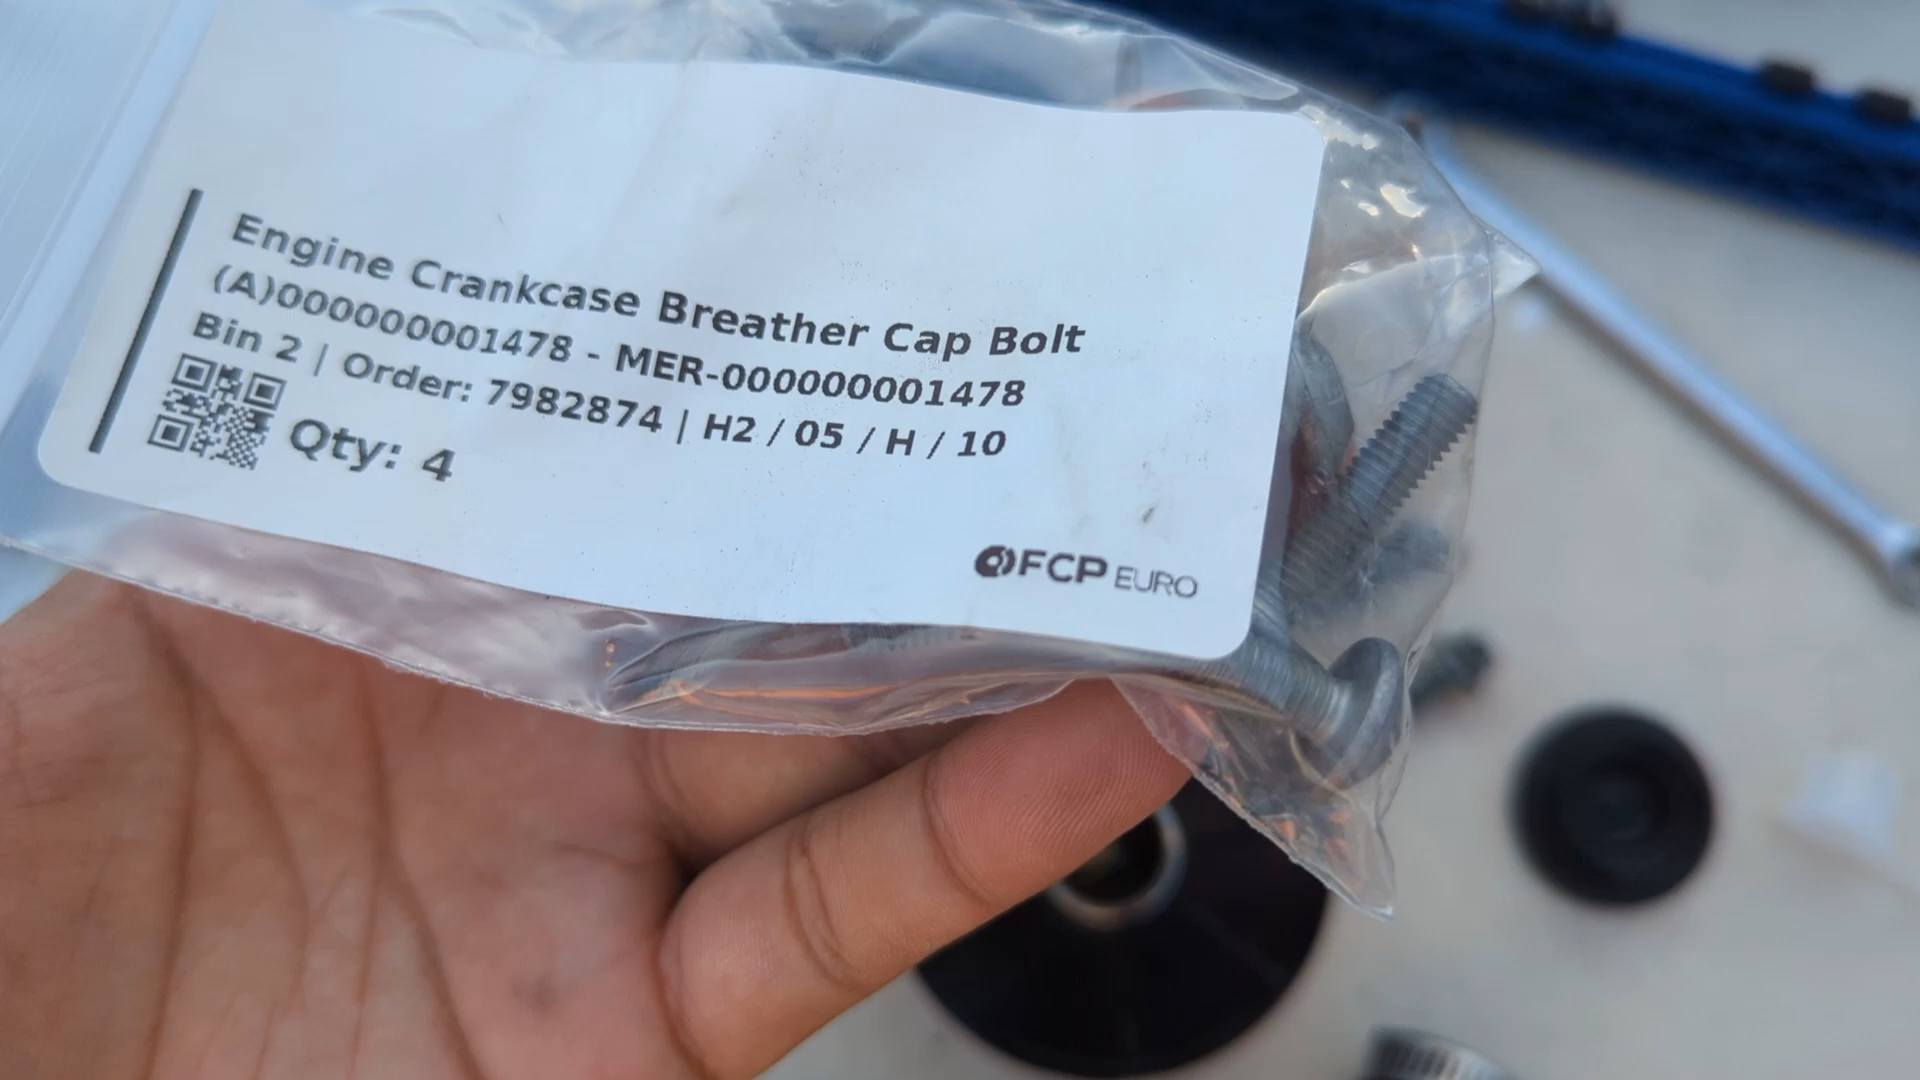 Engine Crankcase Breather Cap Bolt
(A)000000001478 - MER-000000001478
Bin 2 | Order: 7982874 | H2 / 05 / H / 10
Qty: 4
FCP EURO